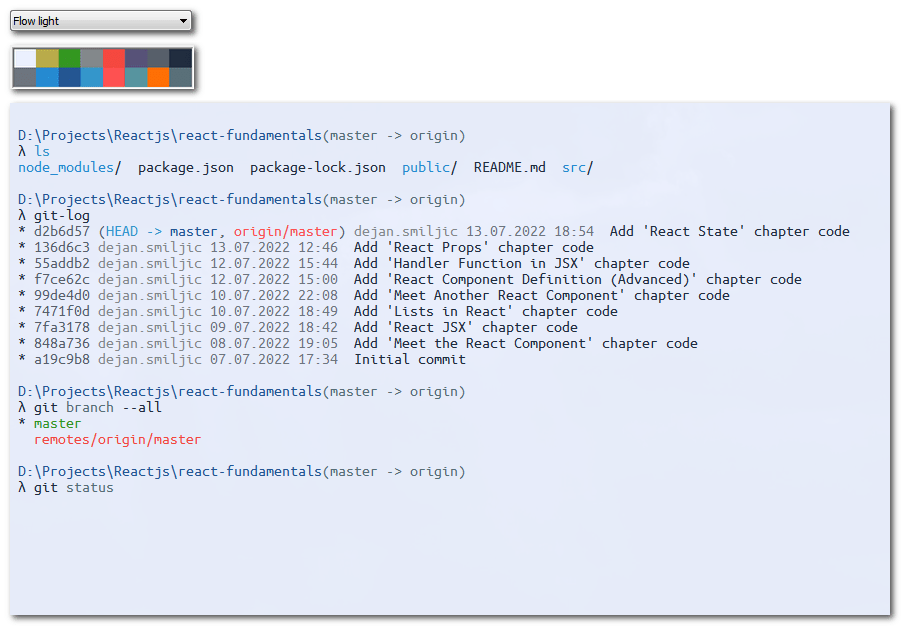 Flow light
D:\Projects\Reactjs\react-fundamentals(master -> origin)
λ ls
node_modules/  package.json  package-lock.json  public/  README.md  src/
D:\Projects\Reactjs\react-fundamentals(master -> origin)
λ git-log
* d2b6d57 (HEAD -> master, origin/master) dejan.smiljic 13.07.2022 18:54  Add 'React State' chapter code
* 136d6c3 dejan.smiljic 13.07.2022 12:46  Add 'React Props' chapter code
* 55addb2 dejan.smiljic 12.07.2022 15:44  Add 'Handler Function in JSX' chapter code
* f7ce62c dejan.smiljic 12.07.2022 15:00  Add 'React Component Definition (Advanced)' chapter code
* 99de4d0 dejan.smiljic 10.07.2022 22:08  Add 'Meet Another React Component' chapter code
* 7471f0d dejan.smiljic 10.07.2022 18:49  Add 'Lists in React' chapter code
* 7fa3178 dejan.smiljic 09.07.2022 18:42  Add 'React JSX' chapter code
* 848a736 dejan.smiljic 08.07.2022 19:05  Add 'Meet the React Component' chapter code
* a19c9b8 dejan.smiljic 07.07.2022 17:34  Initial commit
D:\Projects\Reactjs\react-fundamentals(master -> origin)
λ git branch --all
* master
  remotes/origin/master
D:\Projects\Reactjs\react-fundamentals(master -> origin)
λ git status